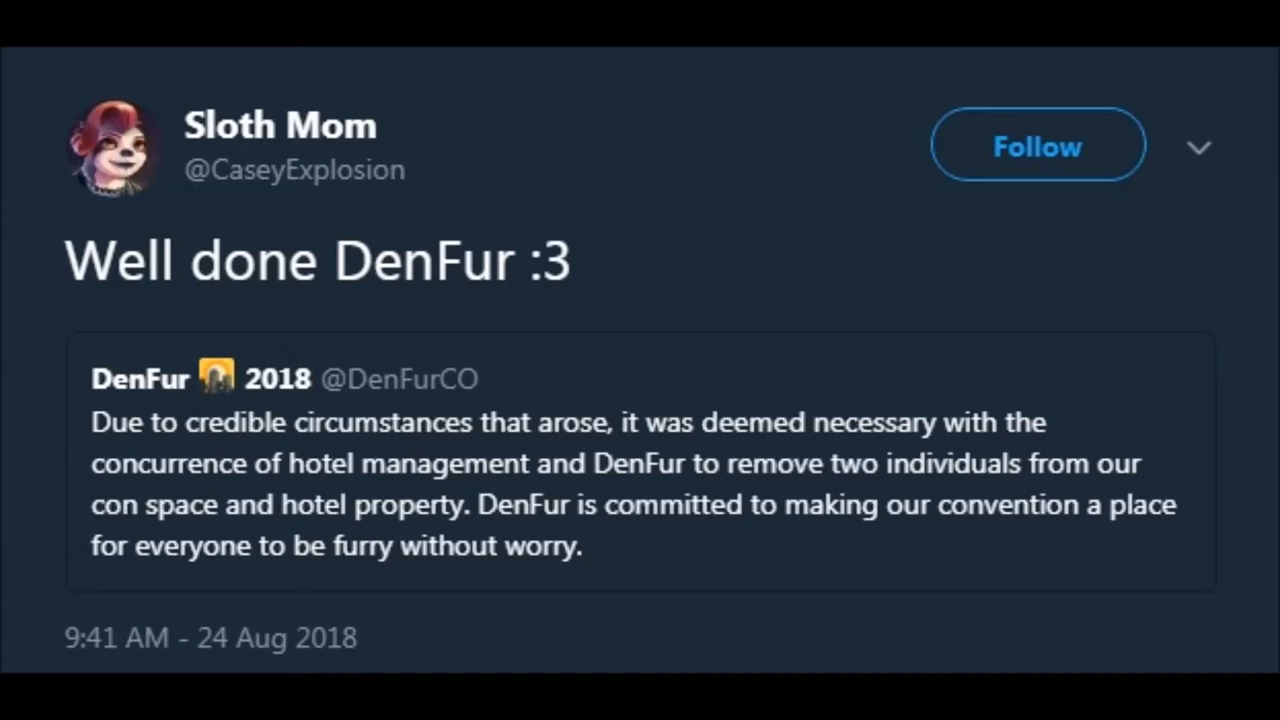 Sloth Mom
@CaseyExplosion
Follow
Well done DenFur :3
DenFur 2018 @DenFurCO
Due to credible circumstances that arose, it was deemed necessary with the
concurrence of hotel management and DenFur to remove two individuals from our
con space and hotel property. DenFur is committed to making our convention a place
for everyone to be furry without worry.
9:41 AM - 24 Aug 2018